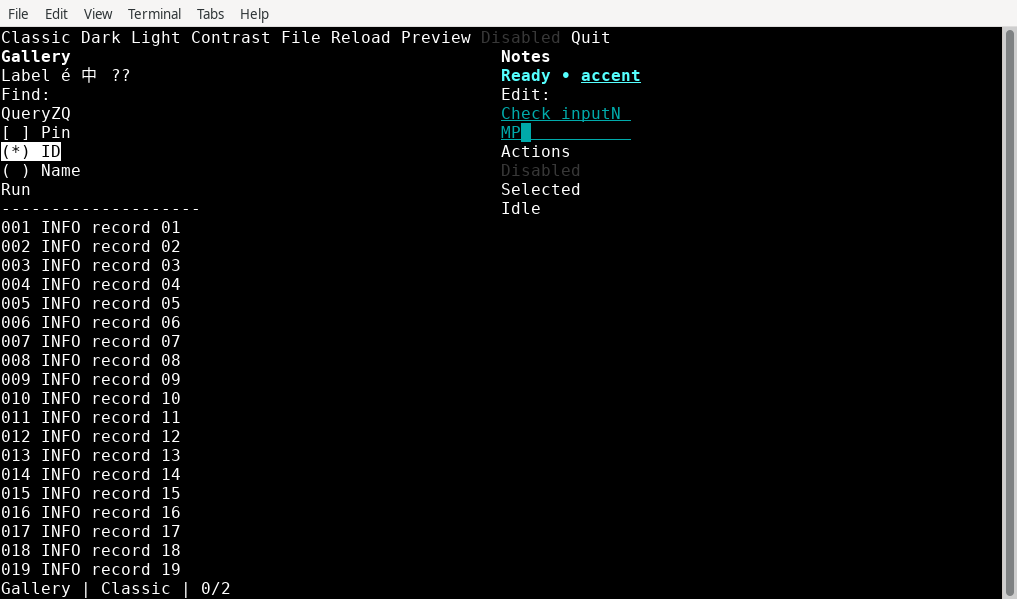 File Edit View Terminal Tabs Help
Classic Dark Light Contrast File Reload Preview Disabled Quit
Gallery
Label é 中 ??
Find:
QueryZQ
[ ] Pin
(*) ID
( ) Name
Run
--------------------
001 INFO record 01
002 INFO record 02
003 INFO record 03
004 INFO record 04
005 INFO record 05
006 INFO record 06
007 INFO record 07
008 INFO record 08
009 INFO record 09
010 INFO record 10
011 INFO record 11
012 INFO record 12
013 INFO record 13
014 INFO record 14
015 INFO record 15
016 INFO record 16
017 INFO record 17
018 INFO record 18
019 INFO record 19
Notes
Ready • accent
Edit:
Check inputN
MP
Actions
Disabled
Selected
Idle
Gallery | Classic | 0/2